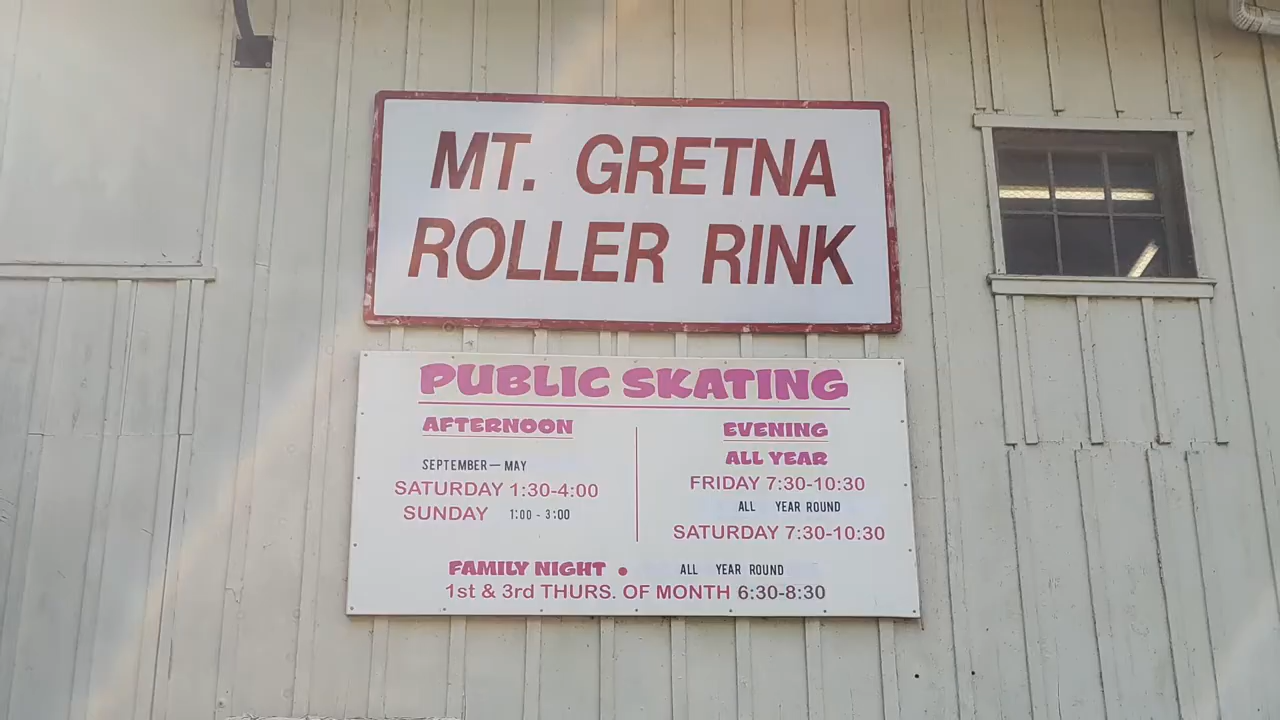 MT. GRETNA
ROLLER RINK
PUBLIC SKATING
AFTERNOON
SEPTEMBER — MAY
SATURDAY 1:30-4:00
SUNDAY 1:00 - 3:00
EVENING
ALL YEAR
FRIDAY 7:30-10:30
ALL YEAR ROUND
SATURDAY 7:30-10:30
FAMILY NIGHT • ALL YEAR ROUND
1st & 3rd THURS. OF MONTH 6:30-8:30